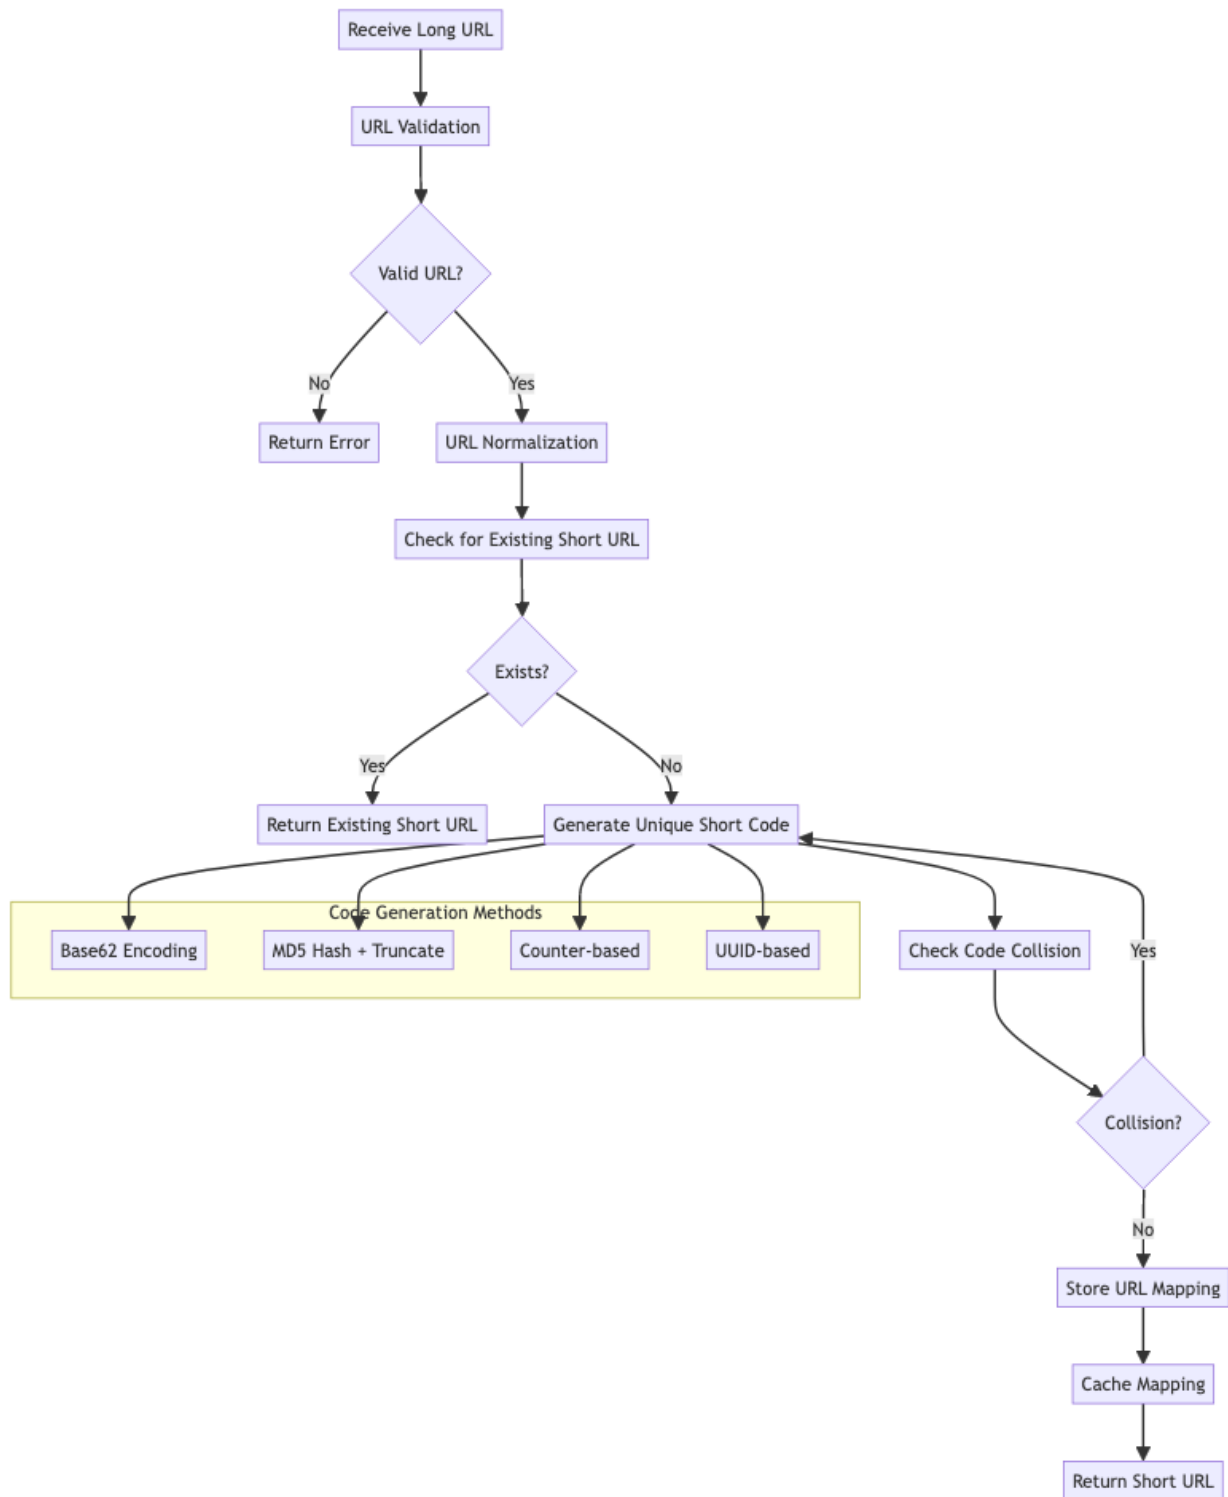 Receive Long URL
URL Validation
Valid URL?
No
Yes
Return Error
URL Normalization
Check for Existing Short URL
Exists?
Yes
No
Return Existing Short URL
Generate Unique Short Code
Code Generation Methods
Base62 Encoding
MD5 Hash + Truncate
Counter-based
UUID-based
Check Code Collision
Yes
Collision?
No
Store URL Mapping
Cache Mapping
Return Short URL